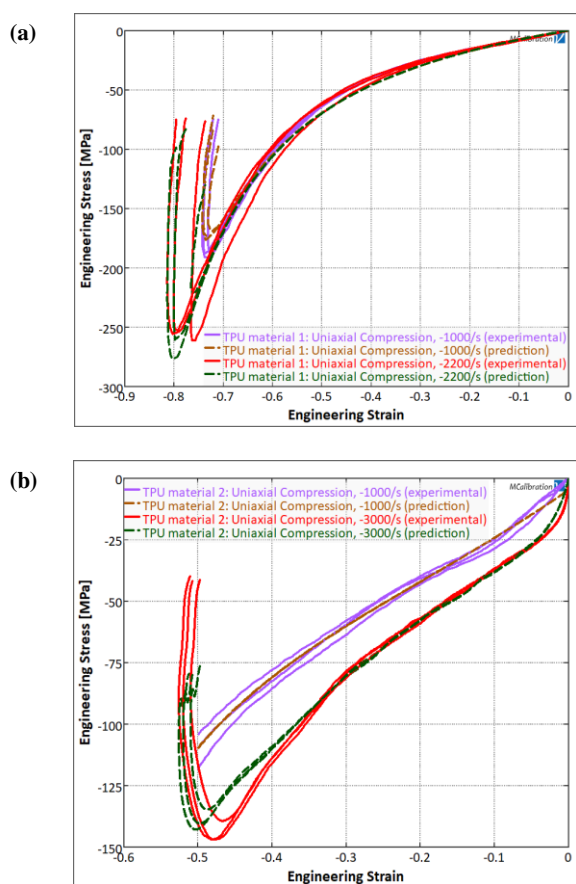 (a)
MCalibration
0
-50
-100
-150
-200
-250
-300
Engineering Stress [MPa]
TPU material 1: Uniaxial Compression, -1000/s (experimental)
TPU material 1: Uniaxial Compression, -1000/s (prediction)
TPU material 1: Uniaxial Compression, -2200/s (experimental)
TPU material 1: Uniaxial Compression, -2200/s (prediction)
-0.9 -0.8 -0.7 -0.6 -0.5 -0.4 -0.3 -0.2 -0.1 0
Engineering Strain
(b)
MCalibration
TPU material 2: Uniaxial Compression, -1000/s (experimental)
TPU material 2: Uniaxial Compression, -1000/s (prediction)
TPU material 2: Uniaxial Compression, -3000/s (experimental)
TPU material 2: Uniaxial Compression, -3000/s (prediction)
0
-25
-50
-75
-100
-125
-150
Engineering Stress [MPa]
-0.6 -0.5 -0.4 -0.3 -0.2 -0.1 0
Engineering Strain